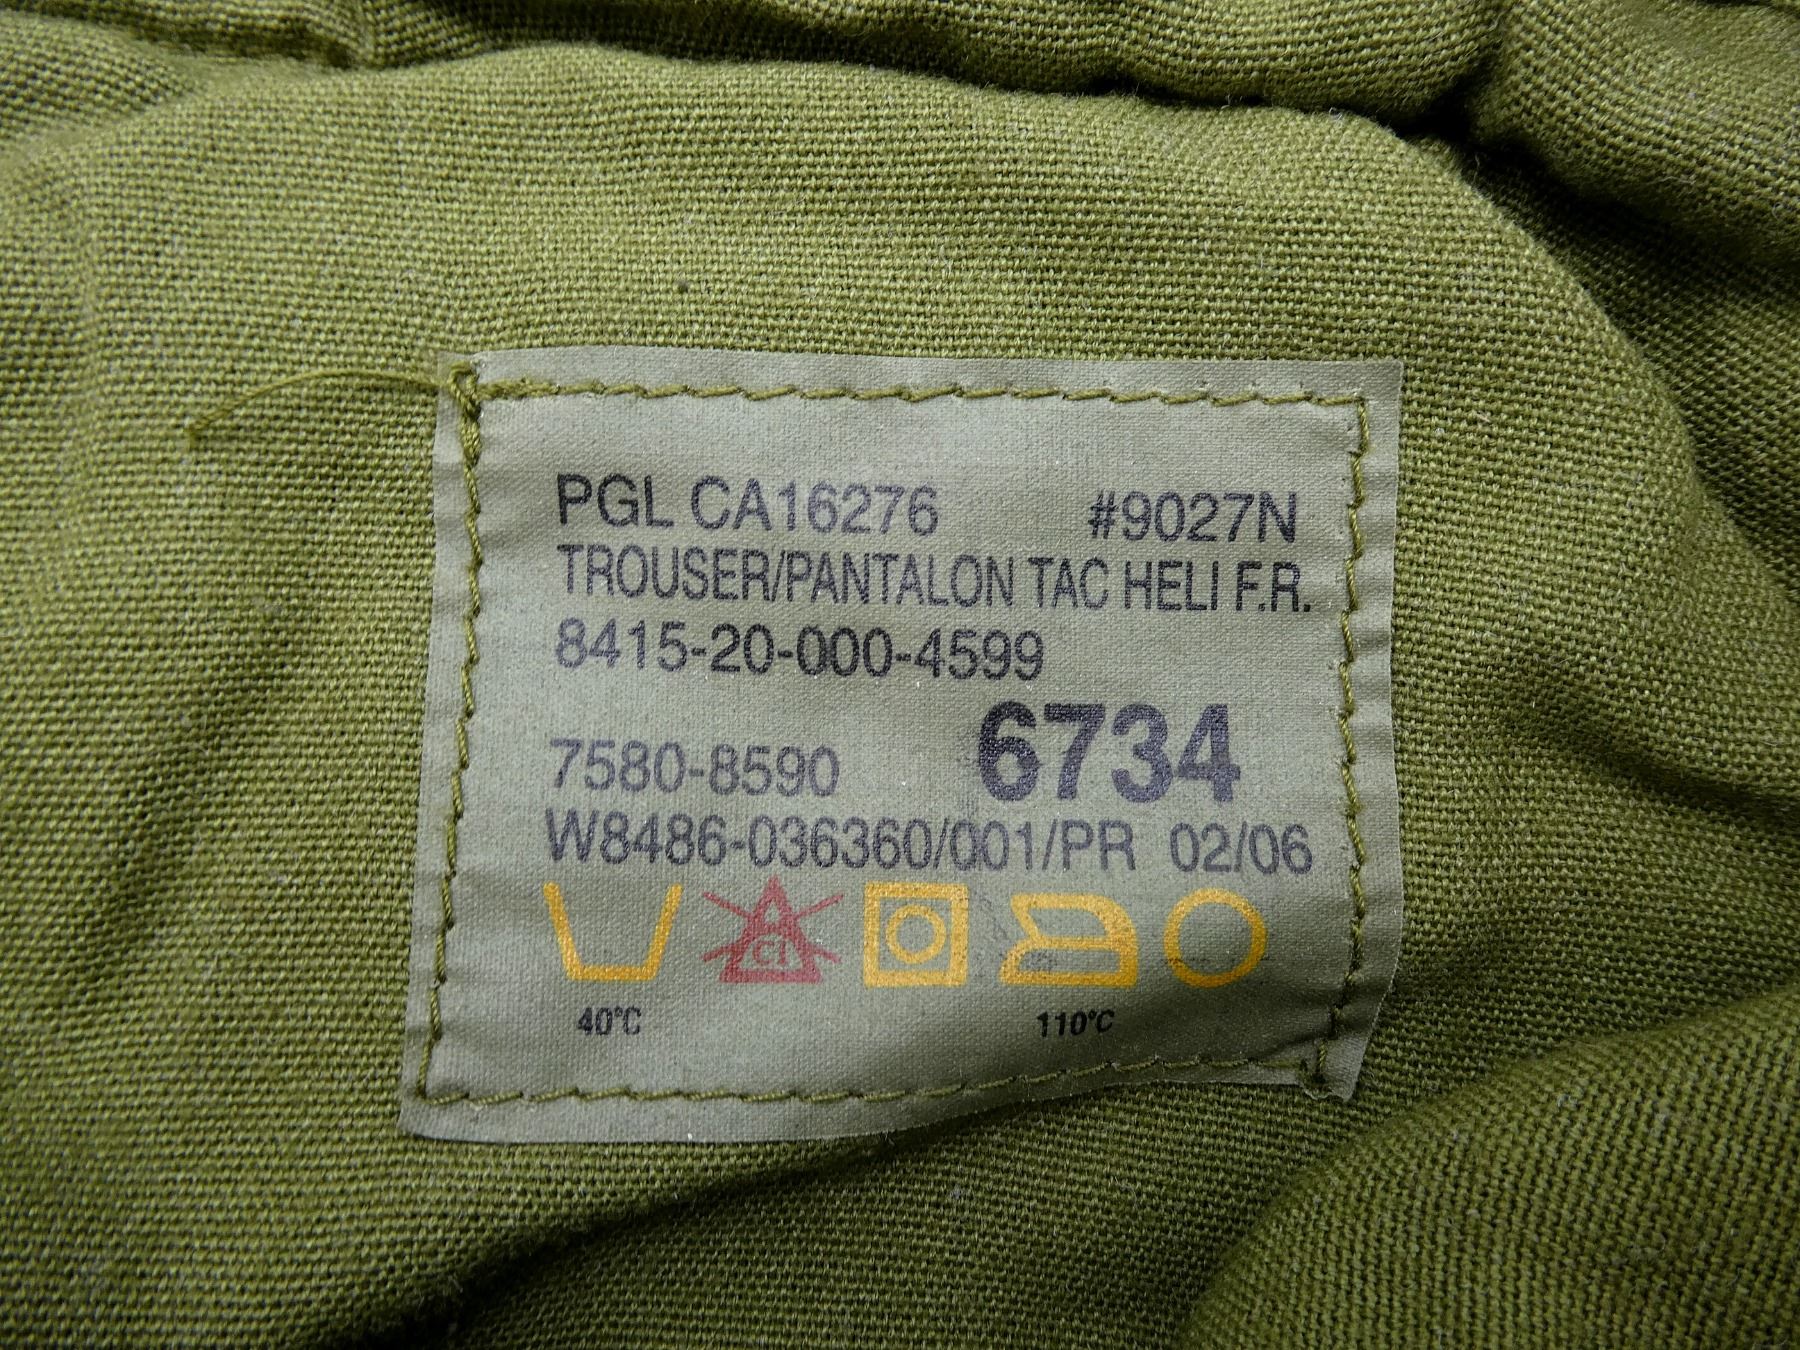 PGL CA16276 #9027N
TROUSER/PANTALON TAC HELI F.R.
8415-20-000-4599
7580-8590 6734
W8486-036360/001/PR 02/06
Cl
40°C 110°C